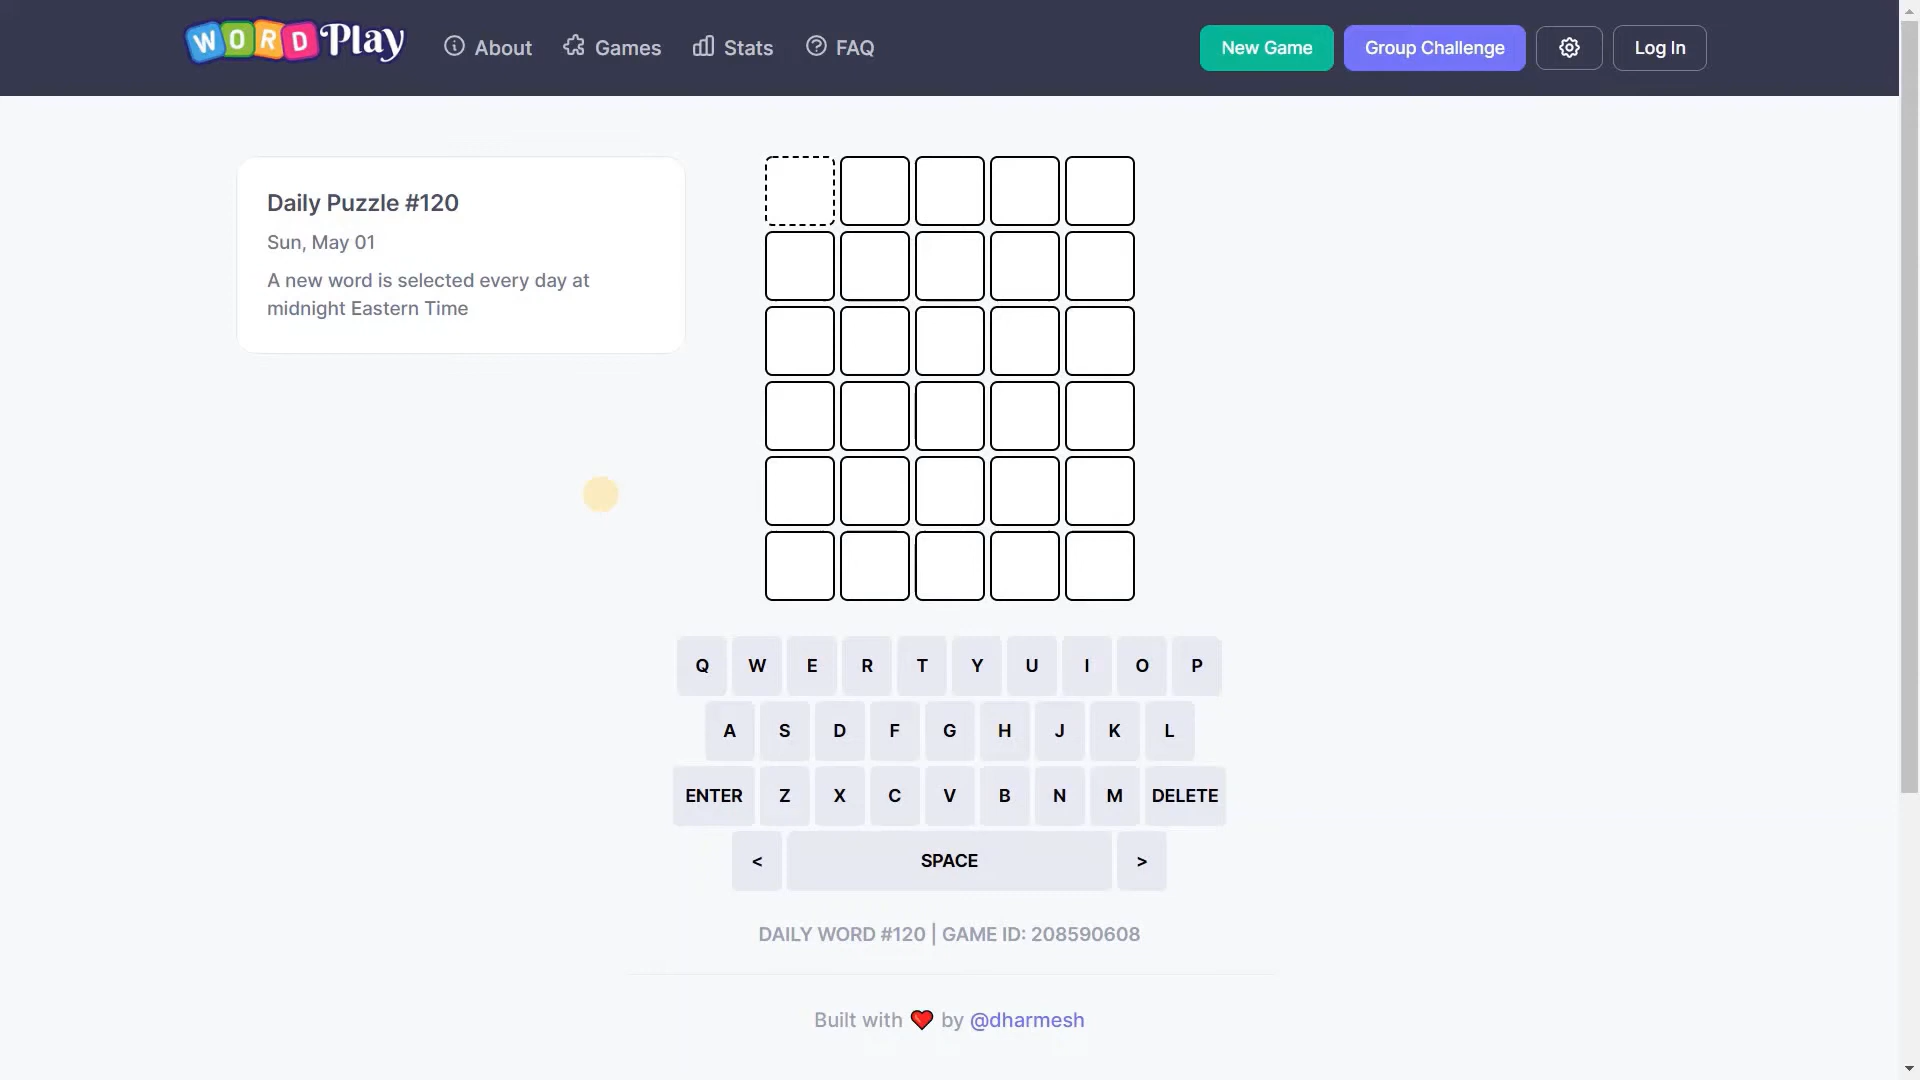 WORD Play
About
Games
Stats
FAQ
New Game
Group Challenge
Log In
Daily Puzzle #120
Sun, May 01
A new word is selected every day at
midnight Eastern Time
Q W E R T Y U I O P
A S D F G H J K L
ENTER Z X C V B N M DELETE
< SPACE >
DAILY WORD #120 | GAME ID: 208590608
Built with ❤️ by @dharmesh